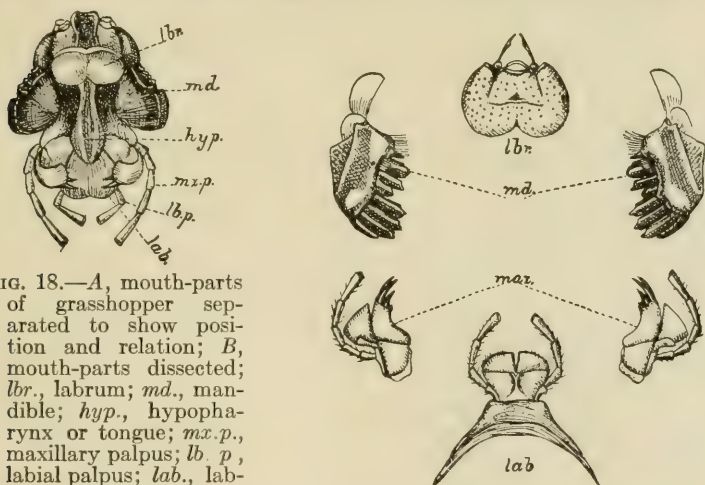 lbr.
md.
hyp.
mx.p.
lb.p.
lab.
lbr.
md.
max.
lab
IG. 18.—A, mouth-parts
of grasshopper sep-
arated to show posi-
tion and relation; B,
mouth-parts dissected;
lbr., labrum; md., man-
dible; hyp., hypopha-
rynx or tongue; mx.p.,
maxillary palpus; lb. p ,
labial palpus; lab., lab-